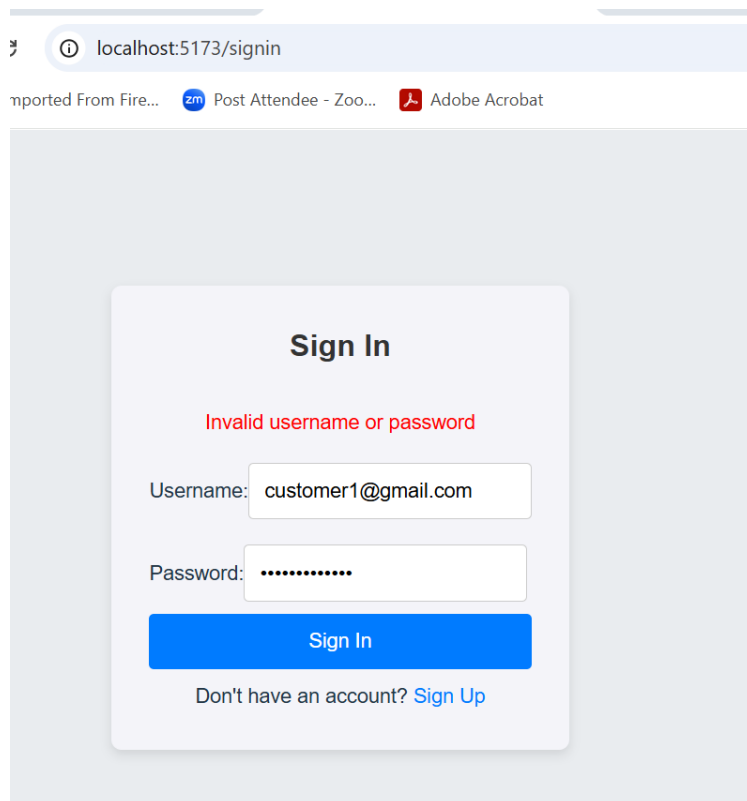 localhost:5173/signin
mported From Fire... zm Post Attendee - Zoo... Adobe Acrobat
Sign In
Invalid username or password
Username: customer1@gmail.com
Password: •••••••••••••
Sign In
Don't have an account? Sign Up